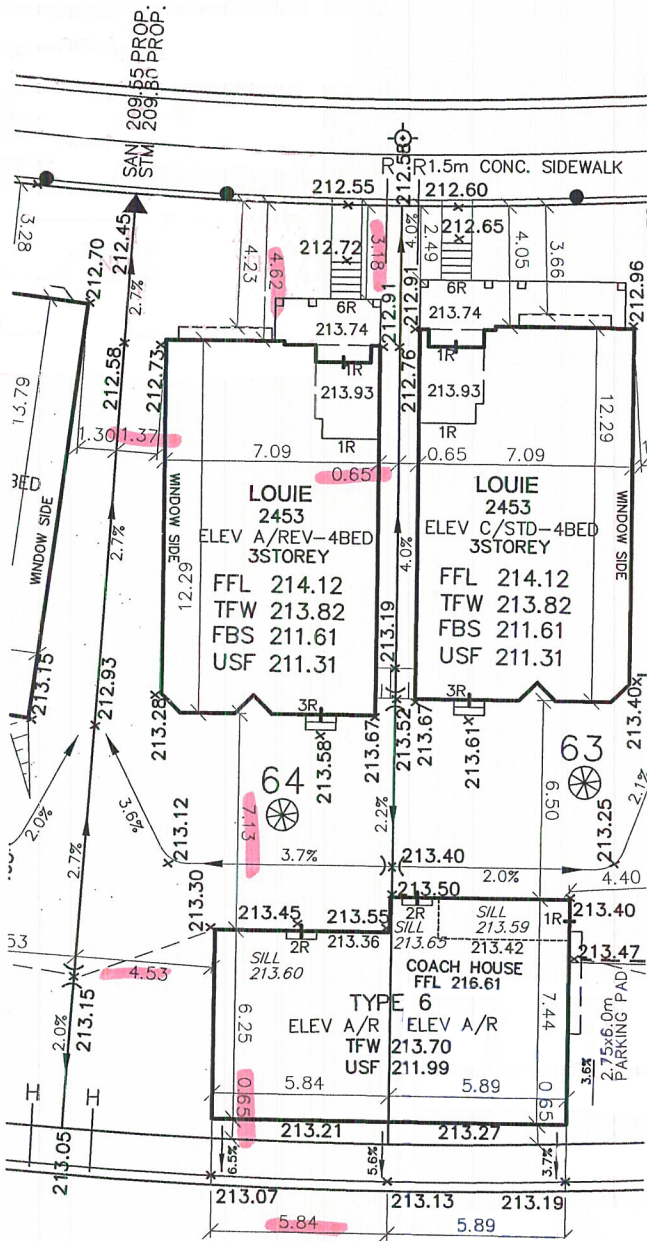 SAN 209.55 PROP.
STM 209.80 PROP.
212.58
R R
1.5m CONC. SIDEWALK
212.55
212.60
3.28
212.70
212.45
2.7%
4.23
4.62
212.72
3.18
4.0%
2.49
212.65
4.05
3.66
6R
6R
213.74
213.74
212.91
212.91
212.96
212.58
212.73
212.76
1R
1R
213.93
213.93
1R
1R
13.79
12.29
1.30
1.37
7.09
0.65
0.65
7.09
BED
WINDOW SIDE
WINDOW SIDE
WINDOW SIDE
LOUIE
2453
ELEV A/REV-4BED
3STOREY
FFL 214.12
TFW 213.82
FBS 211.61
USF 211.31
LOUIE
2453
ELEV C/STD-4BED
3STOREY
FFL 214.12
TFW 213.82
FBS 211.61
USF 211.31
2.7%
12.29
4.0%
213.19
213.15
212.93
213.28
3R
213.58
213.67
213.52
213.67
3R
213.61
213.40
64
63
2.0%
3.6%
2.7%
213.12
7.13
2.2%
6.50
213.25
2.1%
3.7%
213.40
2.0%
4.40
213.30
213.45
213.55
213.50
213.40
2R
213.36
2R
1R
SILL
213.60
SILL
213.65
SILL
213.59
213.42
213.47
53
4.53
COACH HOUSE
FFL 216.61
TYPE 6
ELEV A/R
ELEV A/R
TFW 213.70
USF 211.99
213.15
2.0%
6.25
7.44
2.75x6.0m
PARKING PAD
3.6%
5.84
5.89
0.65
0.65
H H
213.05
213.21
213.27
6.5%
5.6%
3.7%
213.07
213.13
213.19
5.84
5.89